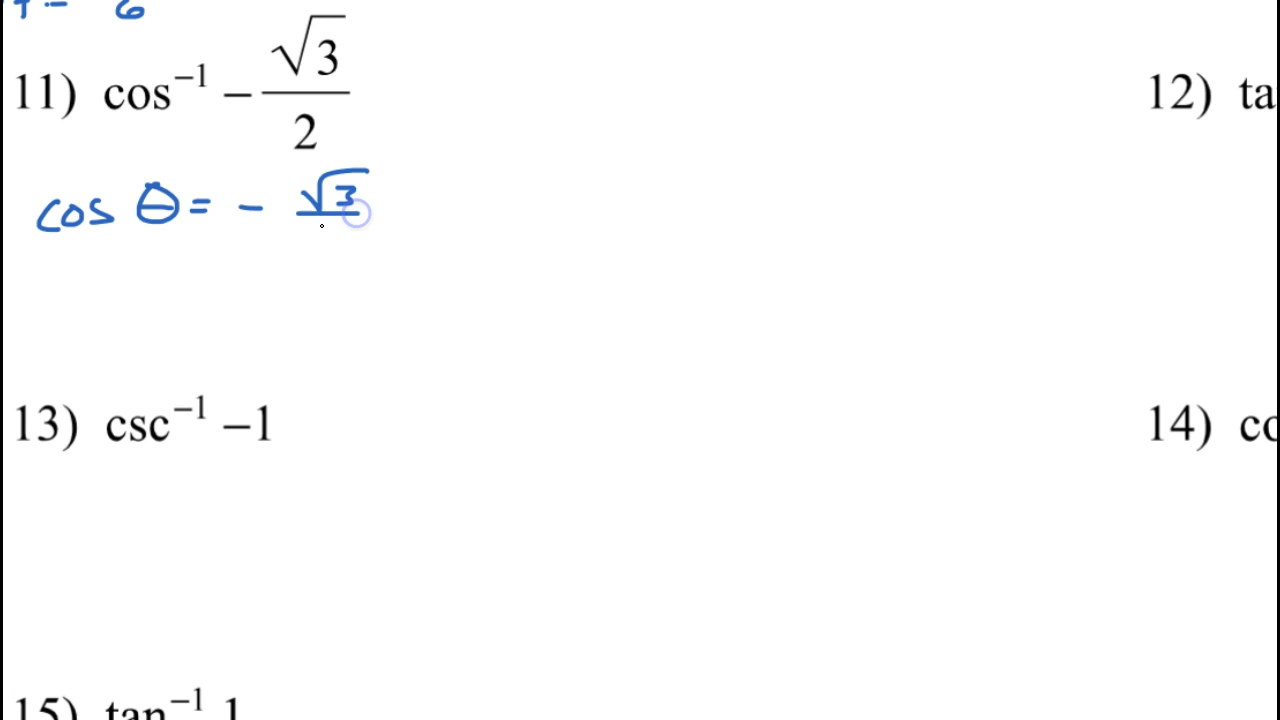 11) cos⁻¹ −√3/2
12) ta
cos θ = − √3
13) csc⁻¹ −1
14) co
15) tan⁻¹ 1